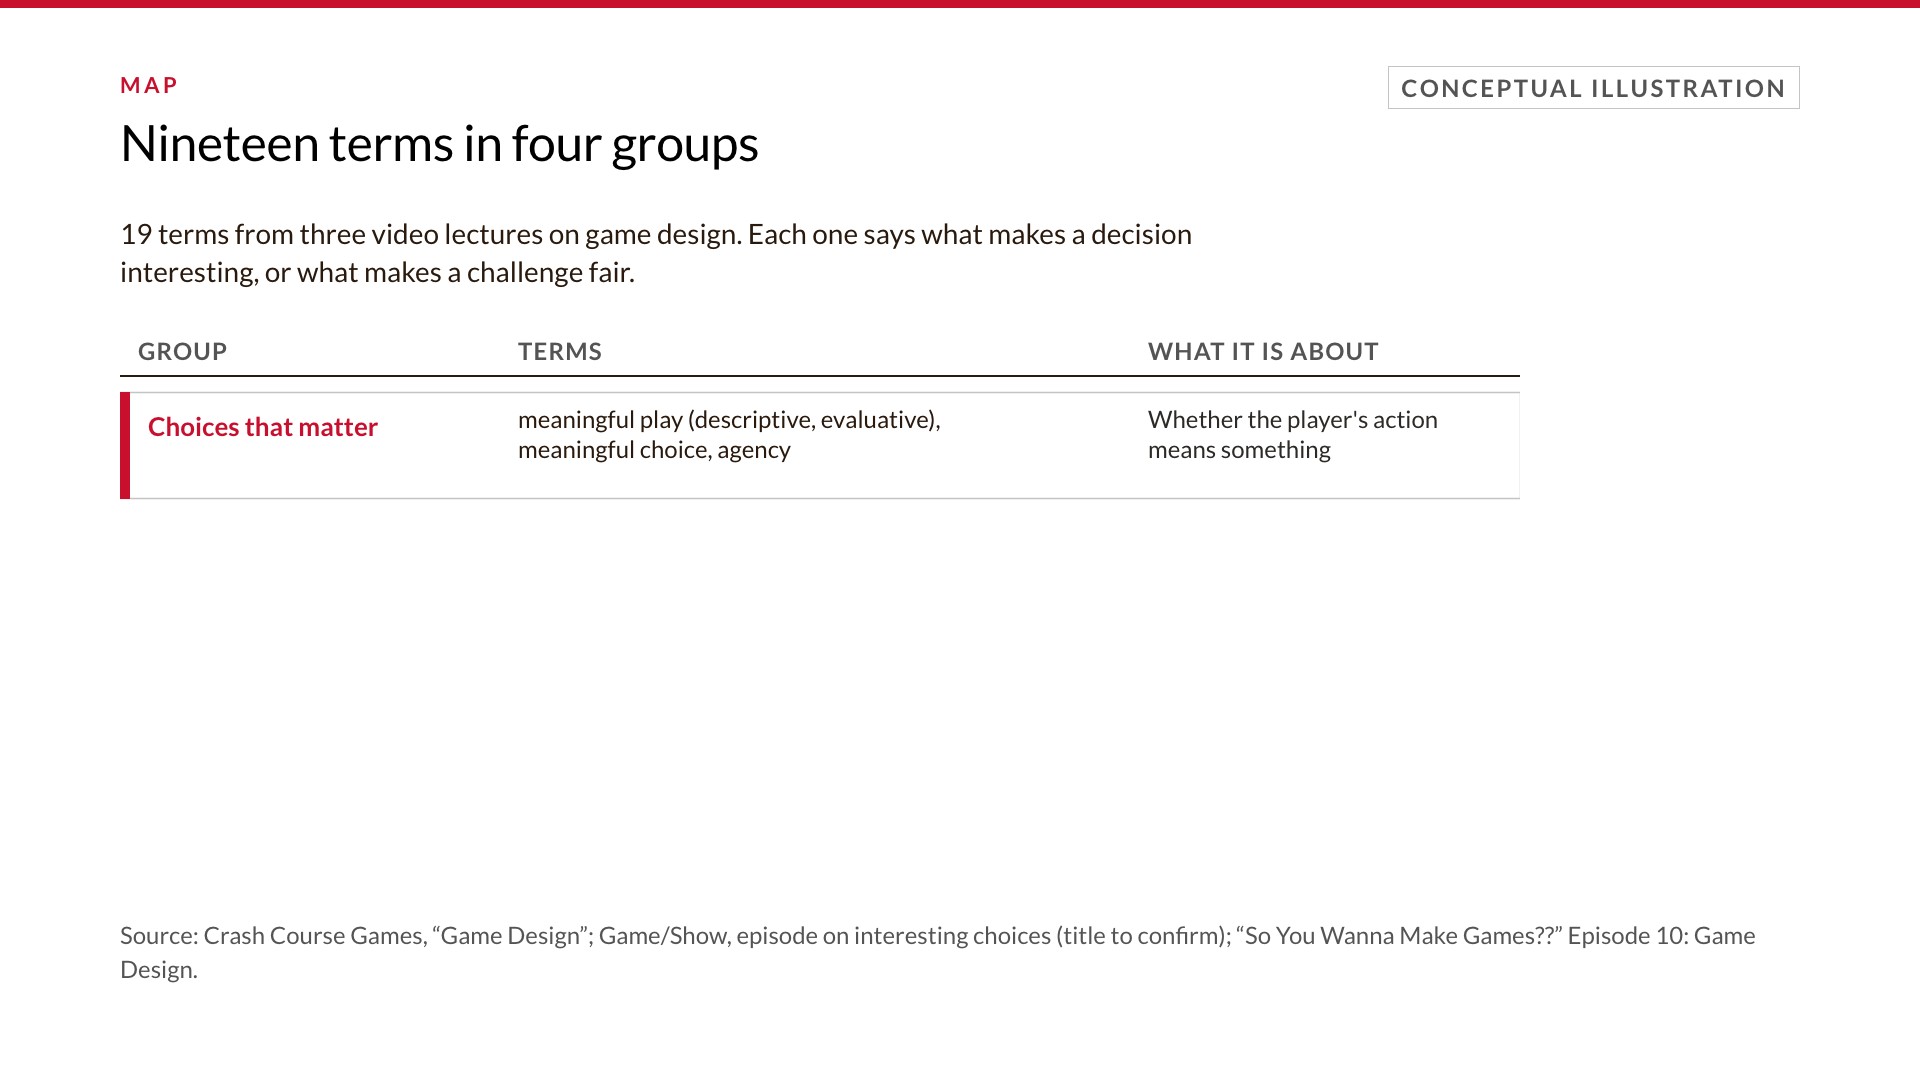 MAP
CONCEPTUAL ILLUSTRATION
Nineteen terms in four groups
19 terms from three video lectures on game design. Each one says what makes a decision
interesting, or what makes a challenge fair.
GROUP
TERMS
WHAT IT IS ABOUT
Choices that matter
meaningful play (descriptive, evaluative),
meaningful choice, agency
Whether the player's action
means something
Source: Crash Course Games, “Game Design”; Game/Show, episode on interesting choices (title to confirm); “So You Wanna Make Games??” Episode 10: Game
Design.